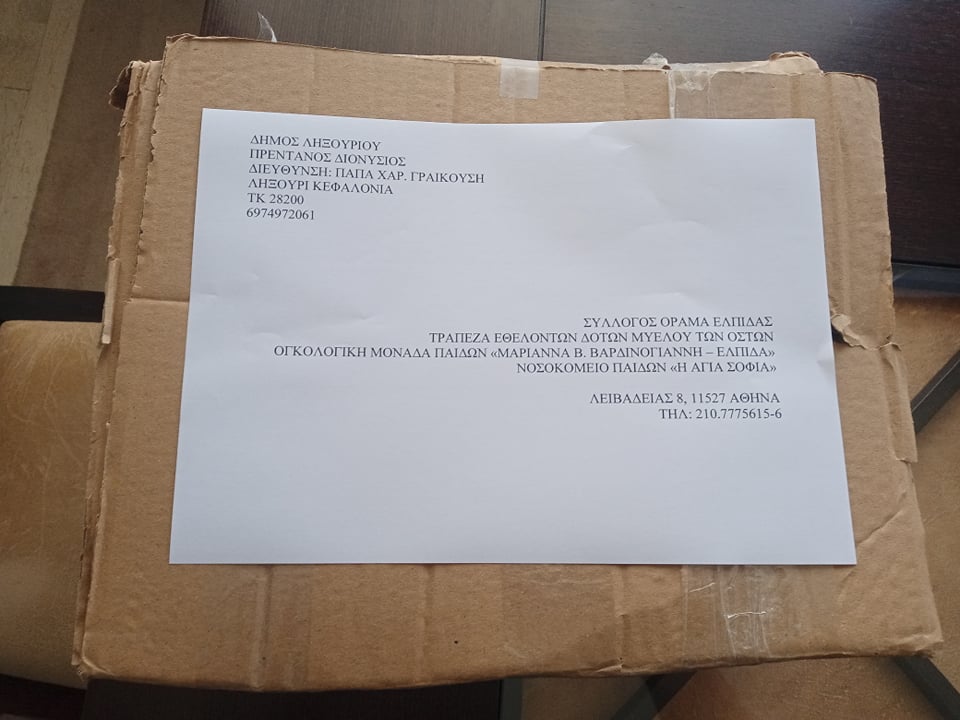 ΔΗΜΟΣ ΛΗΞΟΥΡΙΟΥ
ΠΡΕΝΤΑΝΟΣ ΔΙΟΝΥΣΙΟΣ
ΔΙΕΥΘΥΝΣΗ: ΠΑΠΑ ΧΑΡ. ΓΡΑΙΚΟΥΣΗ
ΛΗΞΟΥΡΙ ΚΕΦΑΛΟΝΙΑ
ΤΚ 28200
6974972061
ΣΥΛΛΟΓΟΣ ΟΡΑΜΑ ΕΛΠΙΔΑΣ
ΤΡΑΠΕΖΑ ΕΘΕΛΟΝΤΩΝ ΔΟΤΩΝ ΜΥΕΛΟΥ ΤΩΝ ΟΣΤΩΝ
ΟΓΚΟΛΟΓΙΚΗ ΜΟΝΑΔΑ ΠΑΙΔΩΝ «ΜΑΡΙΑΝΝΑ Β. ΒΑΡΔΙΝΟΓΙΑΝΝΗ – ΕΛΠΙΔΑ»
ΝΟΣΟΚΟΜΕΙΟ ΠΑΙΔΩΝ «Η ΑΓΙΑ ΣΟΦΙΑ»
ΛΕΙΒΑΔΕΙΑΣ 8, 11527 ΑΘΗΝΑ
ΤΗΛ: 210.7775615-6